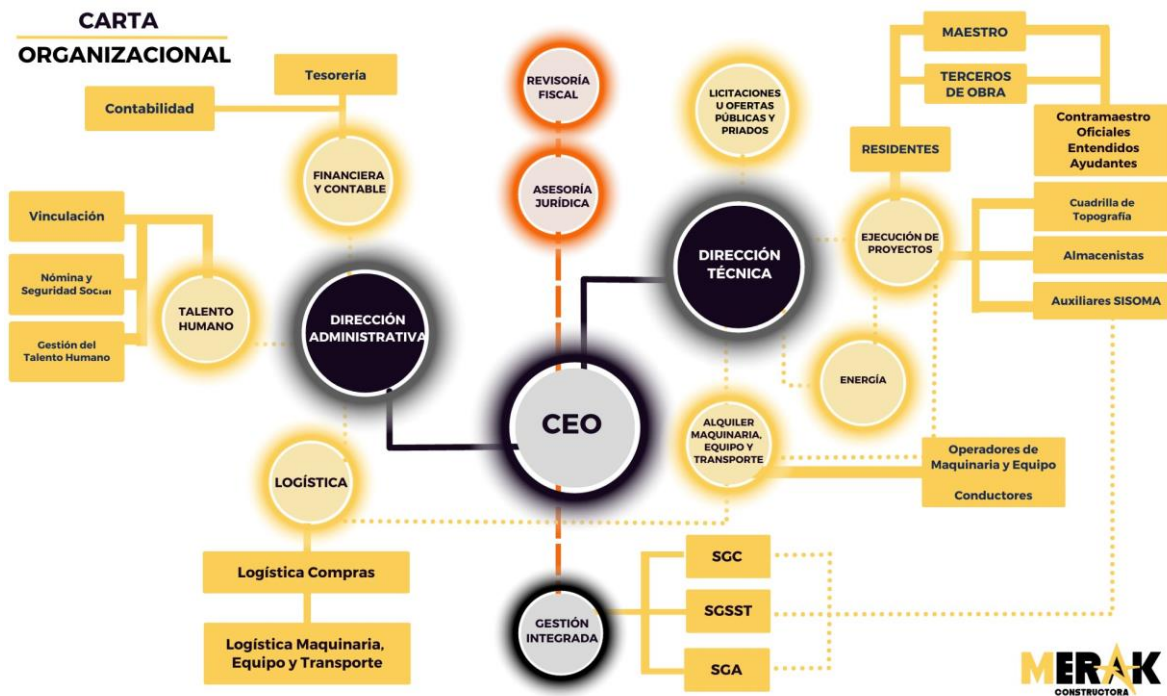 CARTA
ORGANIZACIONAL
Tesorería
Contabilidad
FINANCIERA
Y CONTABLE
Vinculación
Nómina y
Seguridad Social
Gestión del
Talento Humano
TALENTO
HUMANO
DIRECCIÓN
ADMINISTRATIVA
LOGÍSTICA
Logística Compras
Logística Maquinaria,
Equipo y Transporte
REVISORÍA
FISCAL
ASESORÍA
JURÍDICA
CEO
GESTIÓN
INTEGRADA
SGC
SGSST
SGA
LICITACIONES
U OFERTAS
PÚBLICAS Y
PRIADOS
DIRECCIÓN
TÉCNICA
ALQUILER
MAQUINARIA,
EQUIPO Y
TRANSPORTE
ENERGÍA
EJECUCIÓN DE
PROYECTOS
RESIDENTES
MAESTRO
TERCEROS
DE OBRA
Contramaestro
Oficiales
Entendidos
Ayudantes
Cuadrilla de
Topografía
Almacenistas
Auxiliares SISOMA
Operadores de
Maquinaria y Equipo
Conductores
MERAK
CONSTRUCTORA